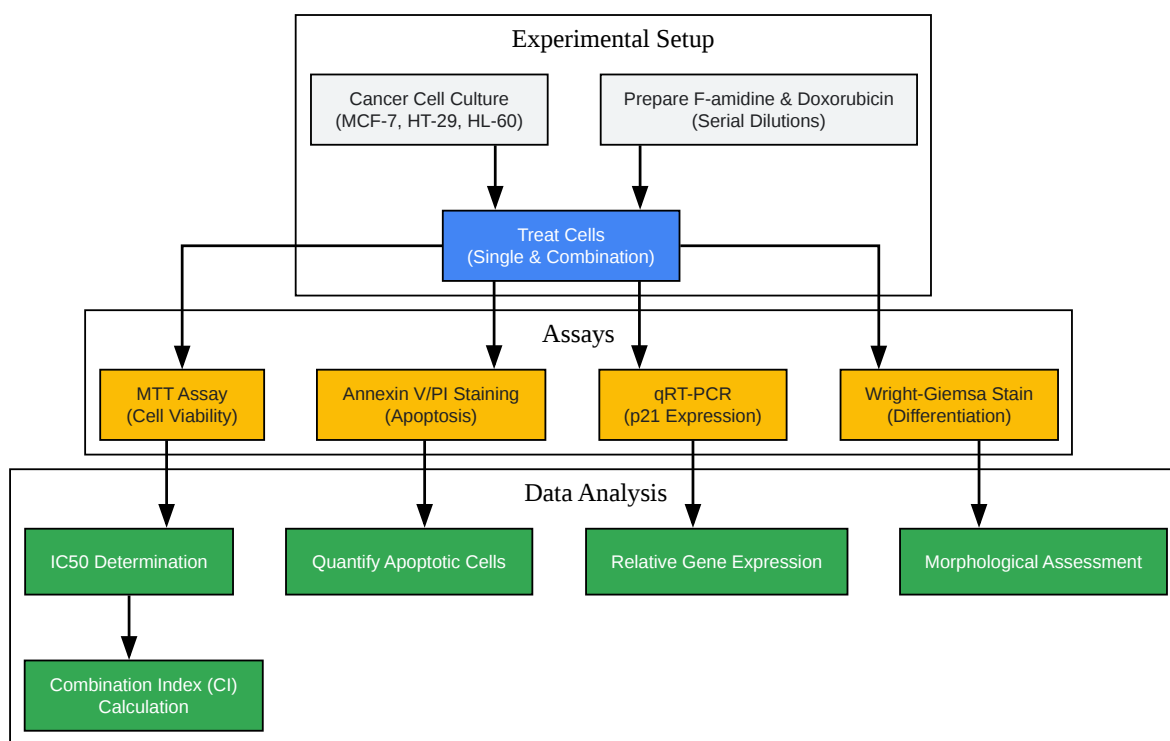 Experimental Setup
Cancer Cell Culture
(MCF-7, HT-29, HL-60)
Prepare F-amidine & Doxorubicin
(Serial Dilutions)
Treat Cells
(Single & Combination)
Assays
MTT Assay
(Cell Viability)
Annexin V/PI Staining
(Apoptosis)
qRT-PCR
(p21 Expression)
Wright-Giemsa Stain
(Differentiation)
Data Analysis
IC50 Determination
Quantify Apoptotic Cells
Relative Gene Expression
Morphological Assessment
Combination Index (CI)
Calculation